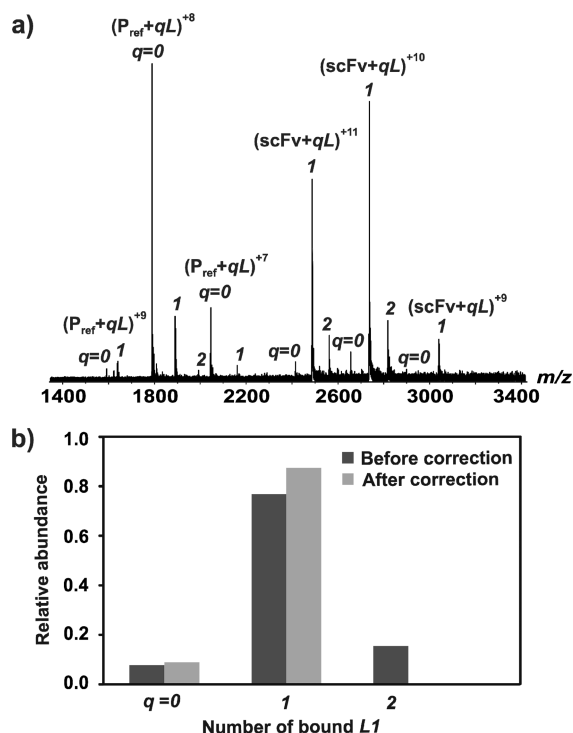 a)
(Pref+qL)+8
q=0
(scFv+qL)+10
1
(scFv+qL)+11
1
(Pref+qL)+7
q=0
(Pref+qL)+9
q=0
1
1
2
1
q=0
2
q=0
2
q=0
(scFv+qL)+9
1
1400
1800
2200
2600
3000
3400
m/z
b)
Relative abundance
1.0
0.8
0.6
0.4
0.2
0.0
Before correction
After correction
q =0
1
2
Number of bound L1